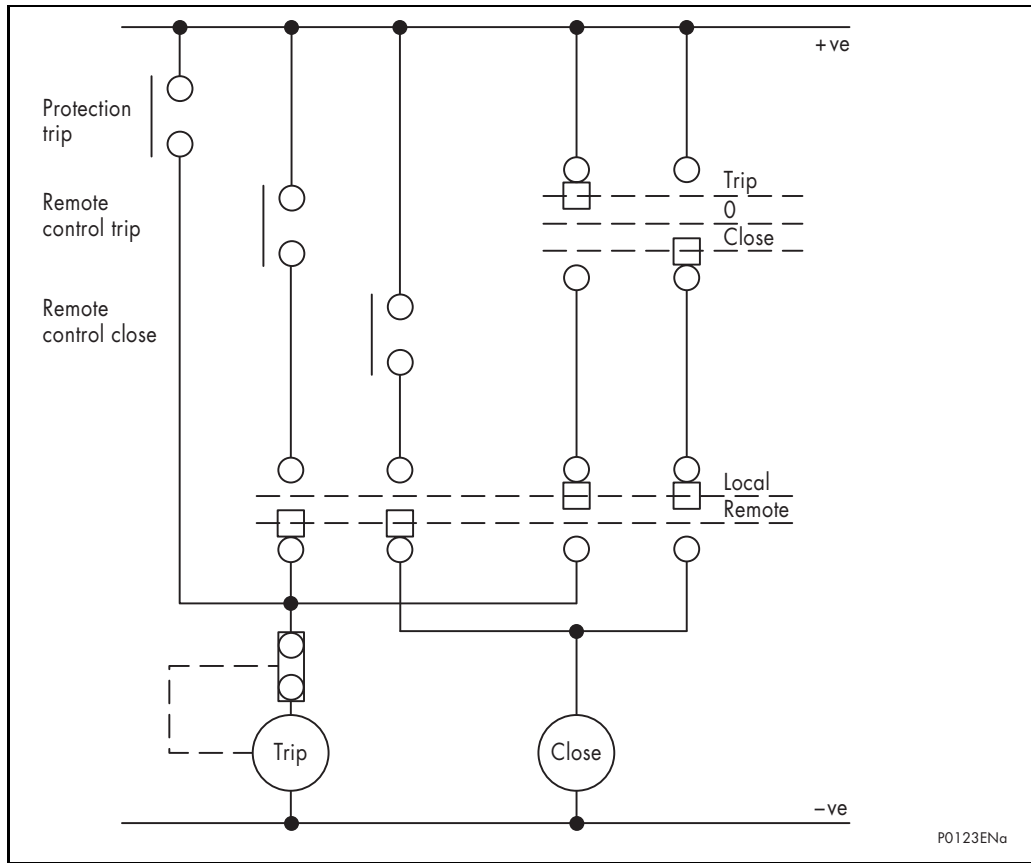 +ve
Protection
trip
Trip
Remote
control trip
0
Close
Remote
control close
Local
Remote
Trip
Close
–ve
P0123ENa